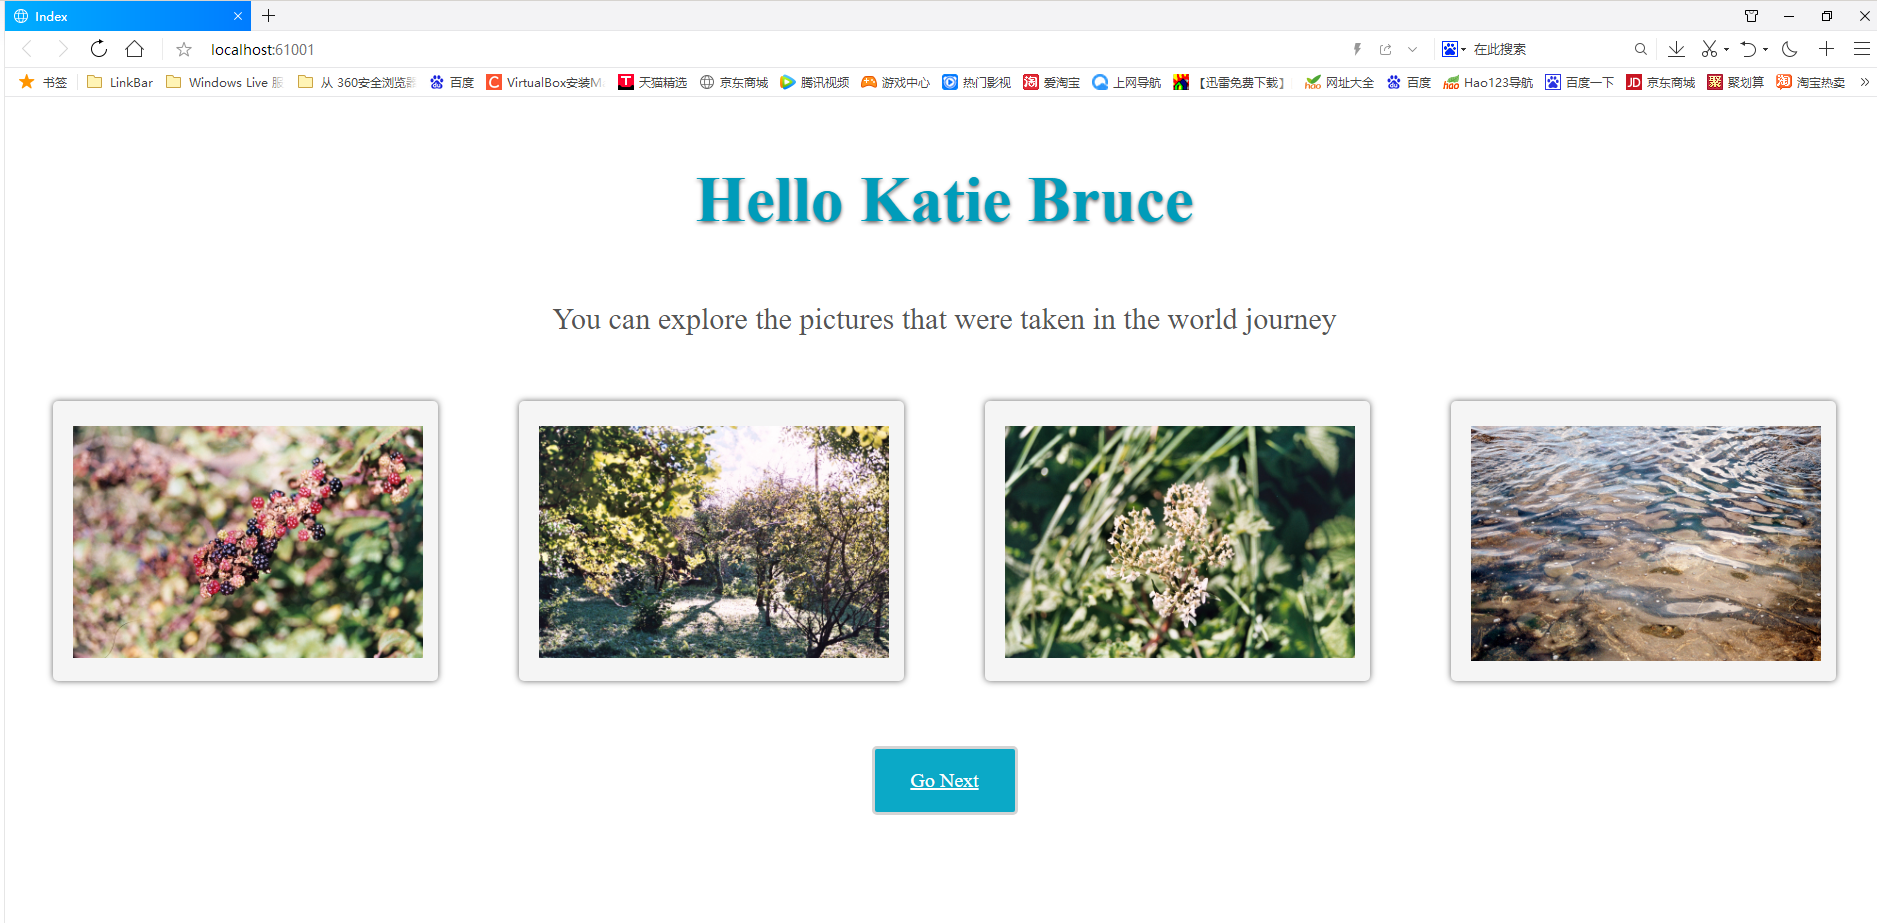 Index
localhost:61001
在此搜索
书签 LinkBar Windows Live 服 从 360安全浏览器 百度 VirtualBox安装M 天猫精选 京东商城 腾讯视频 游戏中心 热门影视 爱淘宝 上网导航 【迅雷免费下载】 网址大全 百度 Hao123导航 百度一下 京东商城 聚划算 淘宝热卖
Hello Katie Bruce
You can explore the pictures that were taken in the world journey
Go Next